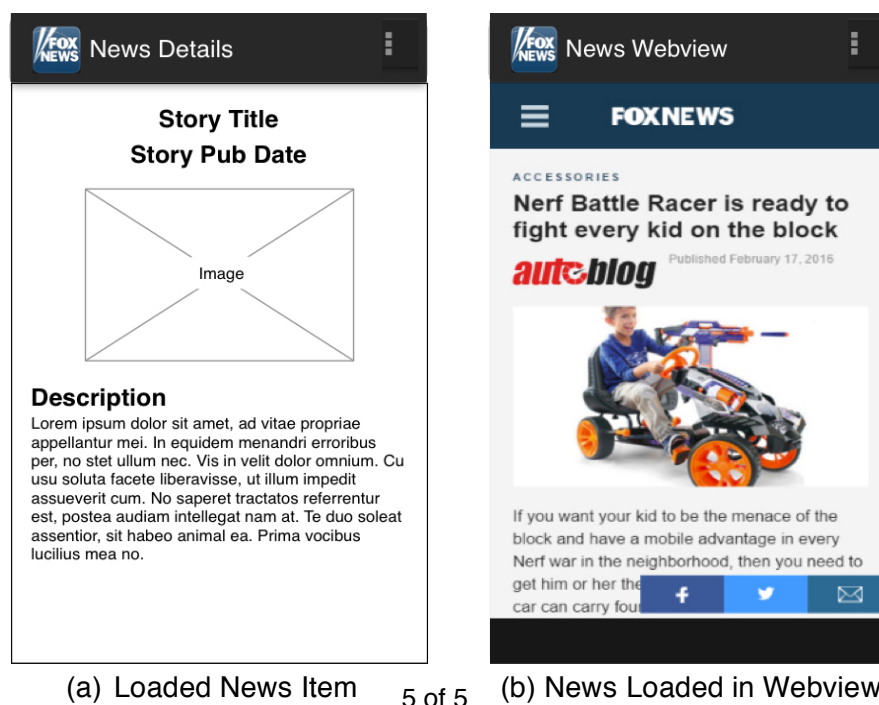 FOX
NEWS
News Details
Story Title
Story Pub Date
Image
Description
Lorem ipsum dolor sit amet, ad vitae propriae
appellantur mei. In equidem menandri erroribus
per, no stet ullum nec. Vis in velit dolor omnium. Cu
usu soluta facete liberavisse, ut illum impedit
assueverit cum. No saperet tractatos referrentur
est, postea audiam intellegat nam at. Te duo soleat
assentior, sit habeo animal ea. Prima vocibus
lucilius mea no.
(a) Loaded News Item
FOX
NEWS
News Webview
FOX NEWS
ACCESSORIES
Nerf Battle Racer is ready to
fight every kid on the block
autoblog
Published February 17, 2016
If you want your kid to be the menace of the
block and have a mobile advantage in every
Nerf war in the neighborhood, then you need to
get him or her the
car can carry four
(b) News Loaded in Webview
5 of 5